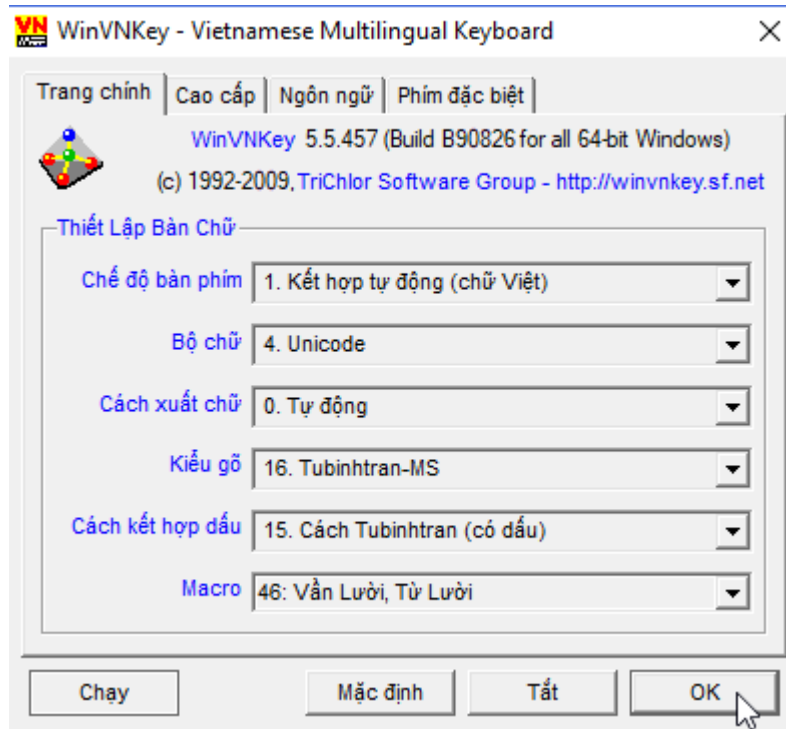 VN WinVNKey - Vietnamese Multilingual Keyboard
Trang chính Cao cấp Ngôn ngữ Phím đặc biệt
WinVNKey 5.5.457 (Build B90826 for all 64-bit Windows)
(c) 1992-2009, TriChlor Software Group - http://winvnkey.sf.net
Thiết Lập Bàn Chữ
Chế độ bàn phím 1. Kết hợp tự động (chữ Việt)
Bộ chữ 4. Unicode
Cách xuất chữ 0. Tự động
Kiểu gõ 16. Tubinhtran-MS
Cách kết hợp dấu 15. Cách Tubinhtran (có dấu)
Macro 46: Vần Lười, Từ Lười
Chạy Mặc định Tắt OK